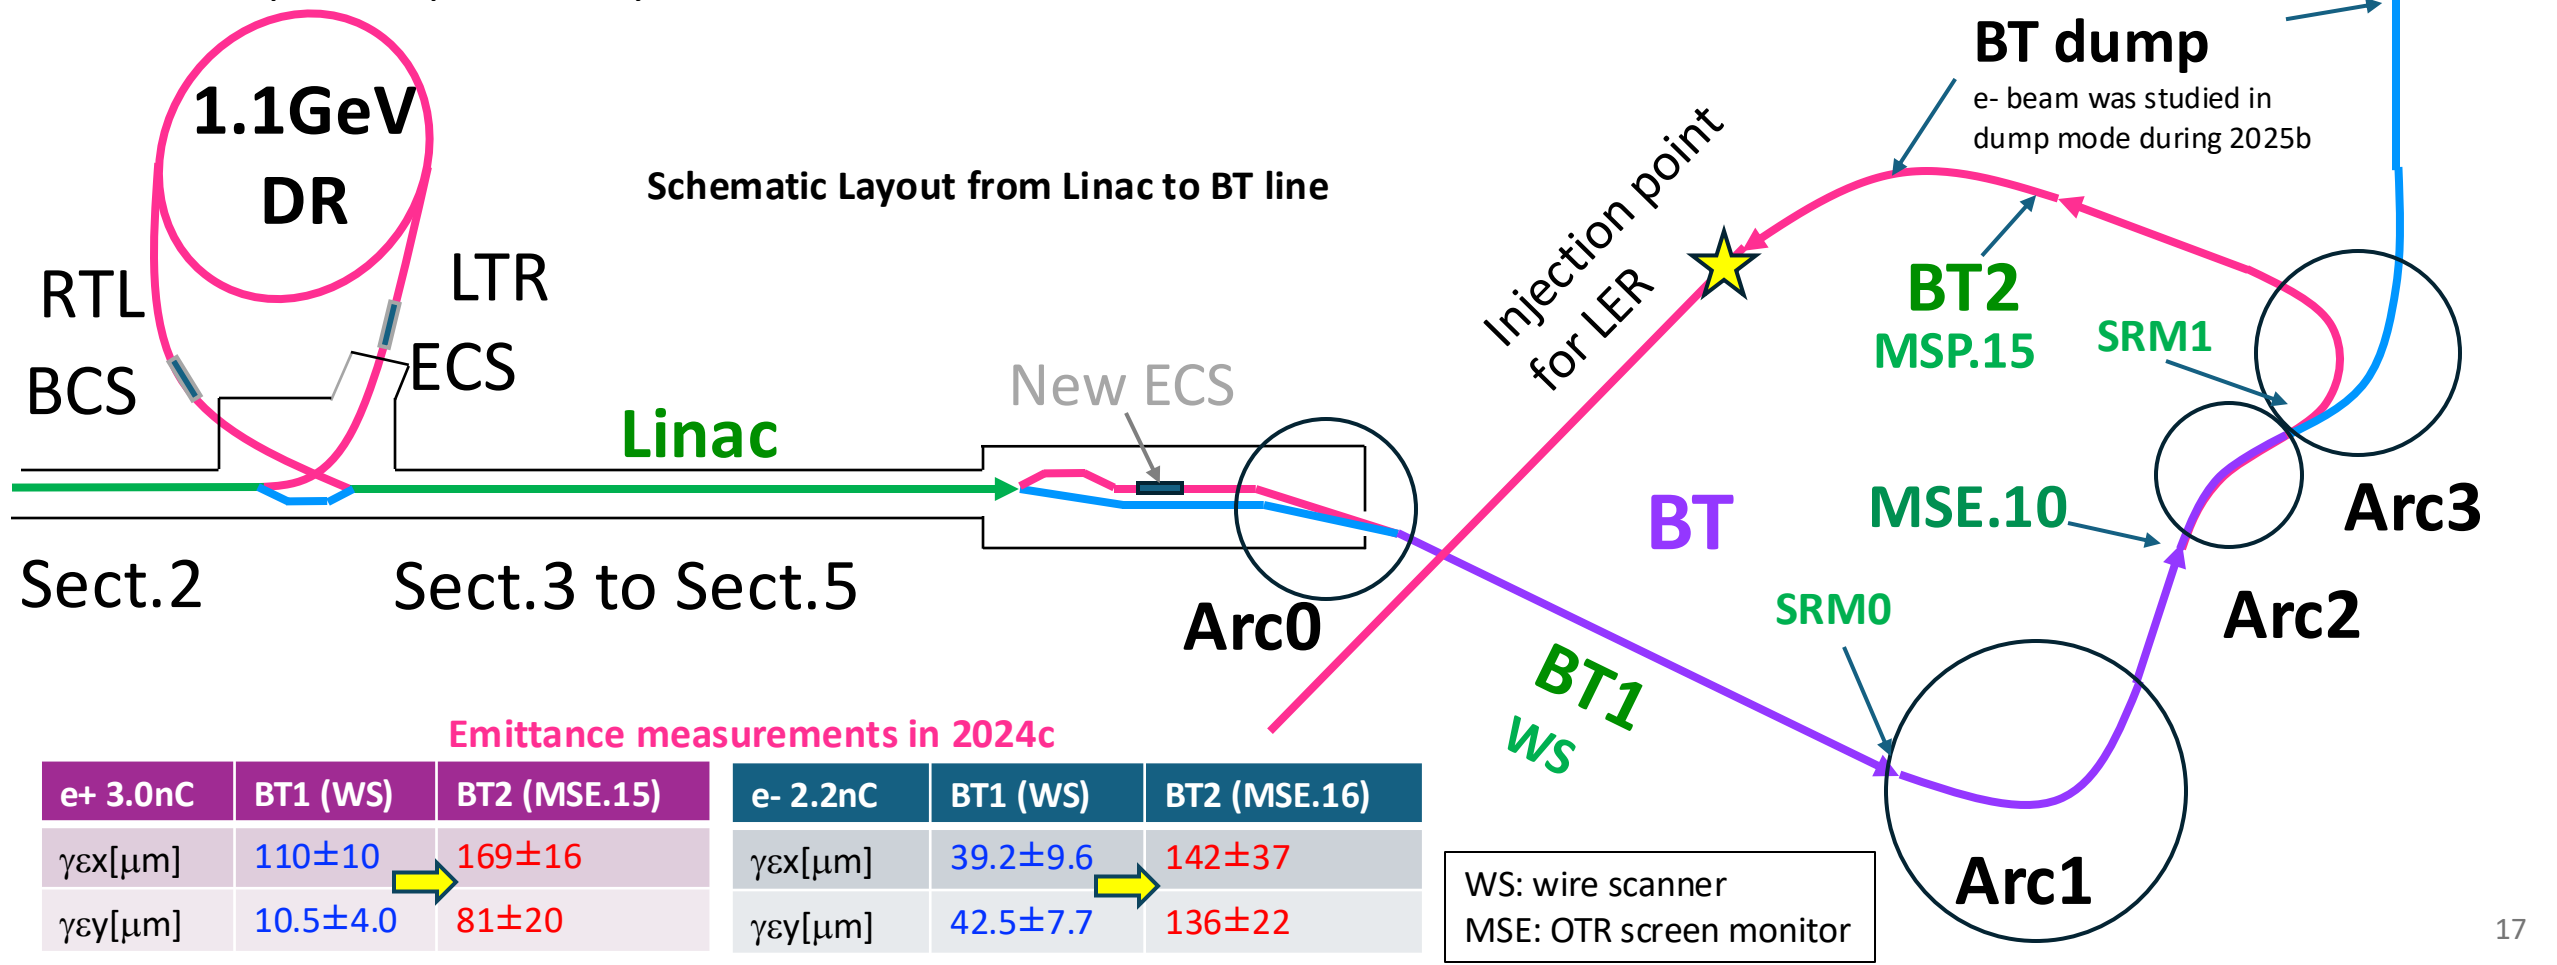 1.1GeV
DR
Schematic Layout from Linac to BT line
BT dump
e- beam was studied in
dump mode during 2025b
RTL
LTR
BCS
ECS
Injection point
for LER
BT2
MSP.15
SRM1
New ECS
Linac
BT
MSE.10
Arc3
Sect.2
Sect.3 to Sect.5
Arc0
SRM0
Arc2
BT1
WS
Arc1
Emittance measurements in 2024c
e+ 3.0nC BT1 (WS) BT2 (MSE.15)
γεx[μm] 110±10 169±16
γεy[μm] 10.5±4.0 81±20
e- 2.2nC BT1 (WS) BT2 (MSE.16)
γεx[μm] 39.2±9.6 142±37
γεy[μm] 42.5±7.7 136±22
WS: wire scanner
MSE: OTR screen monitor
17